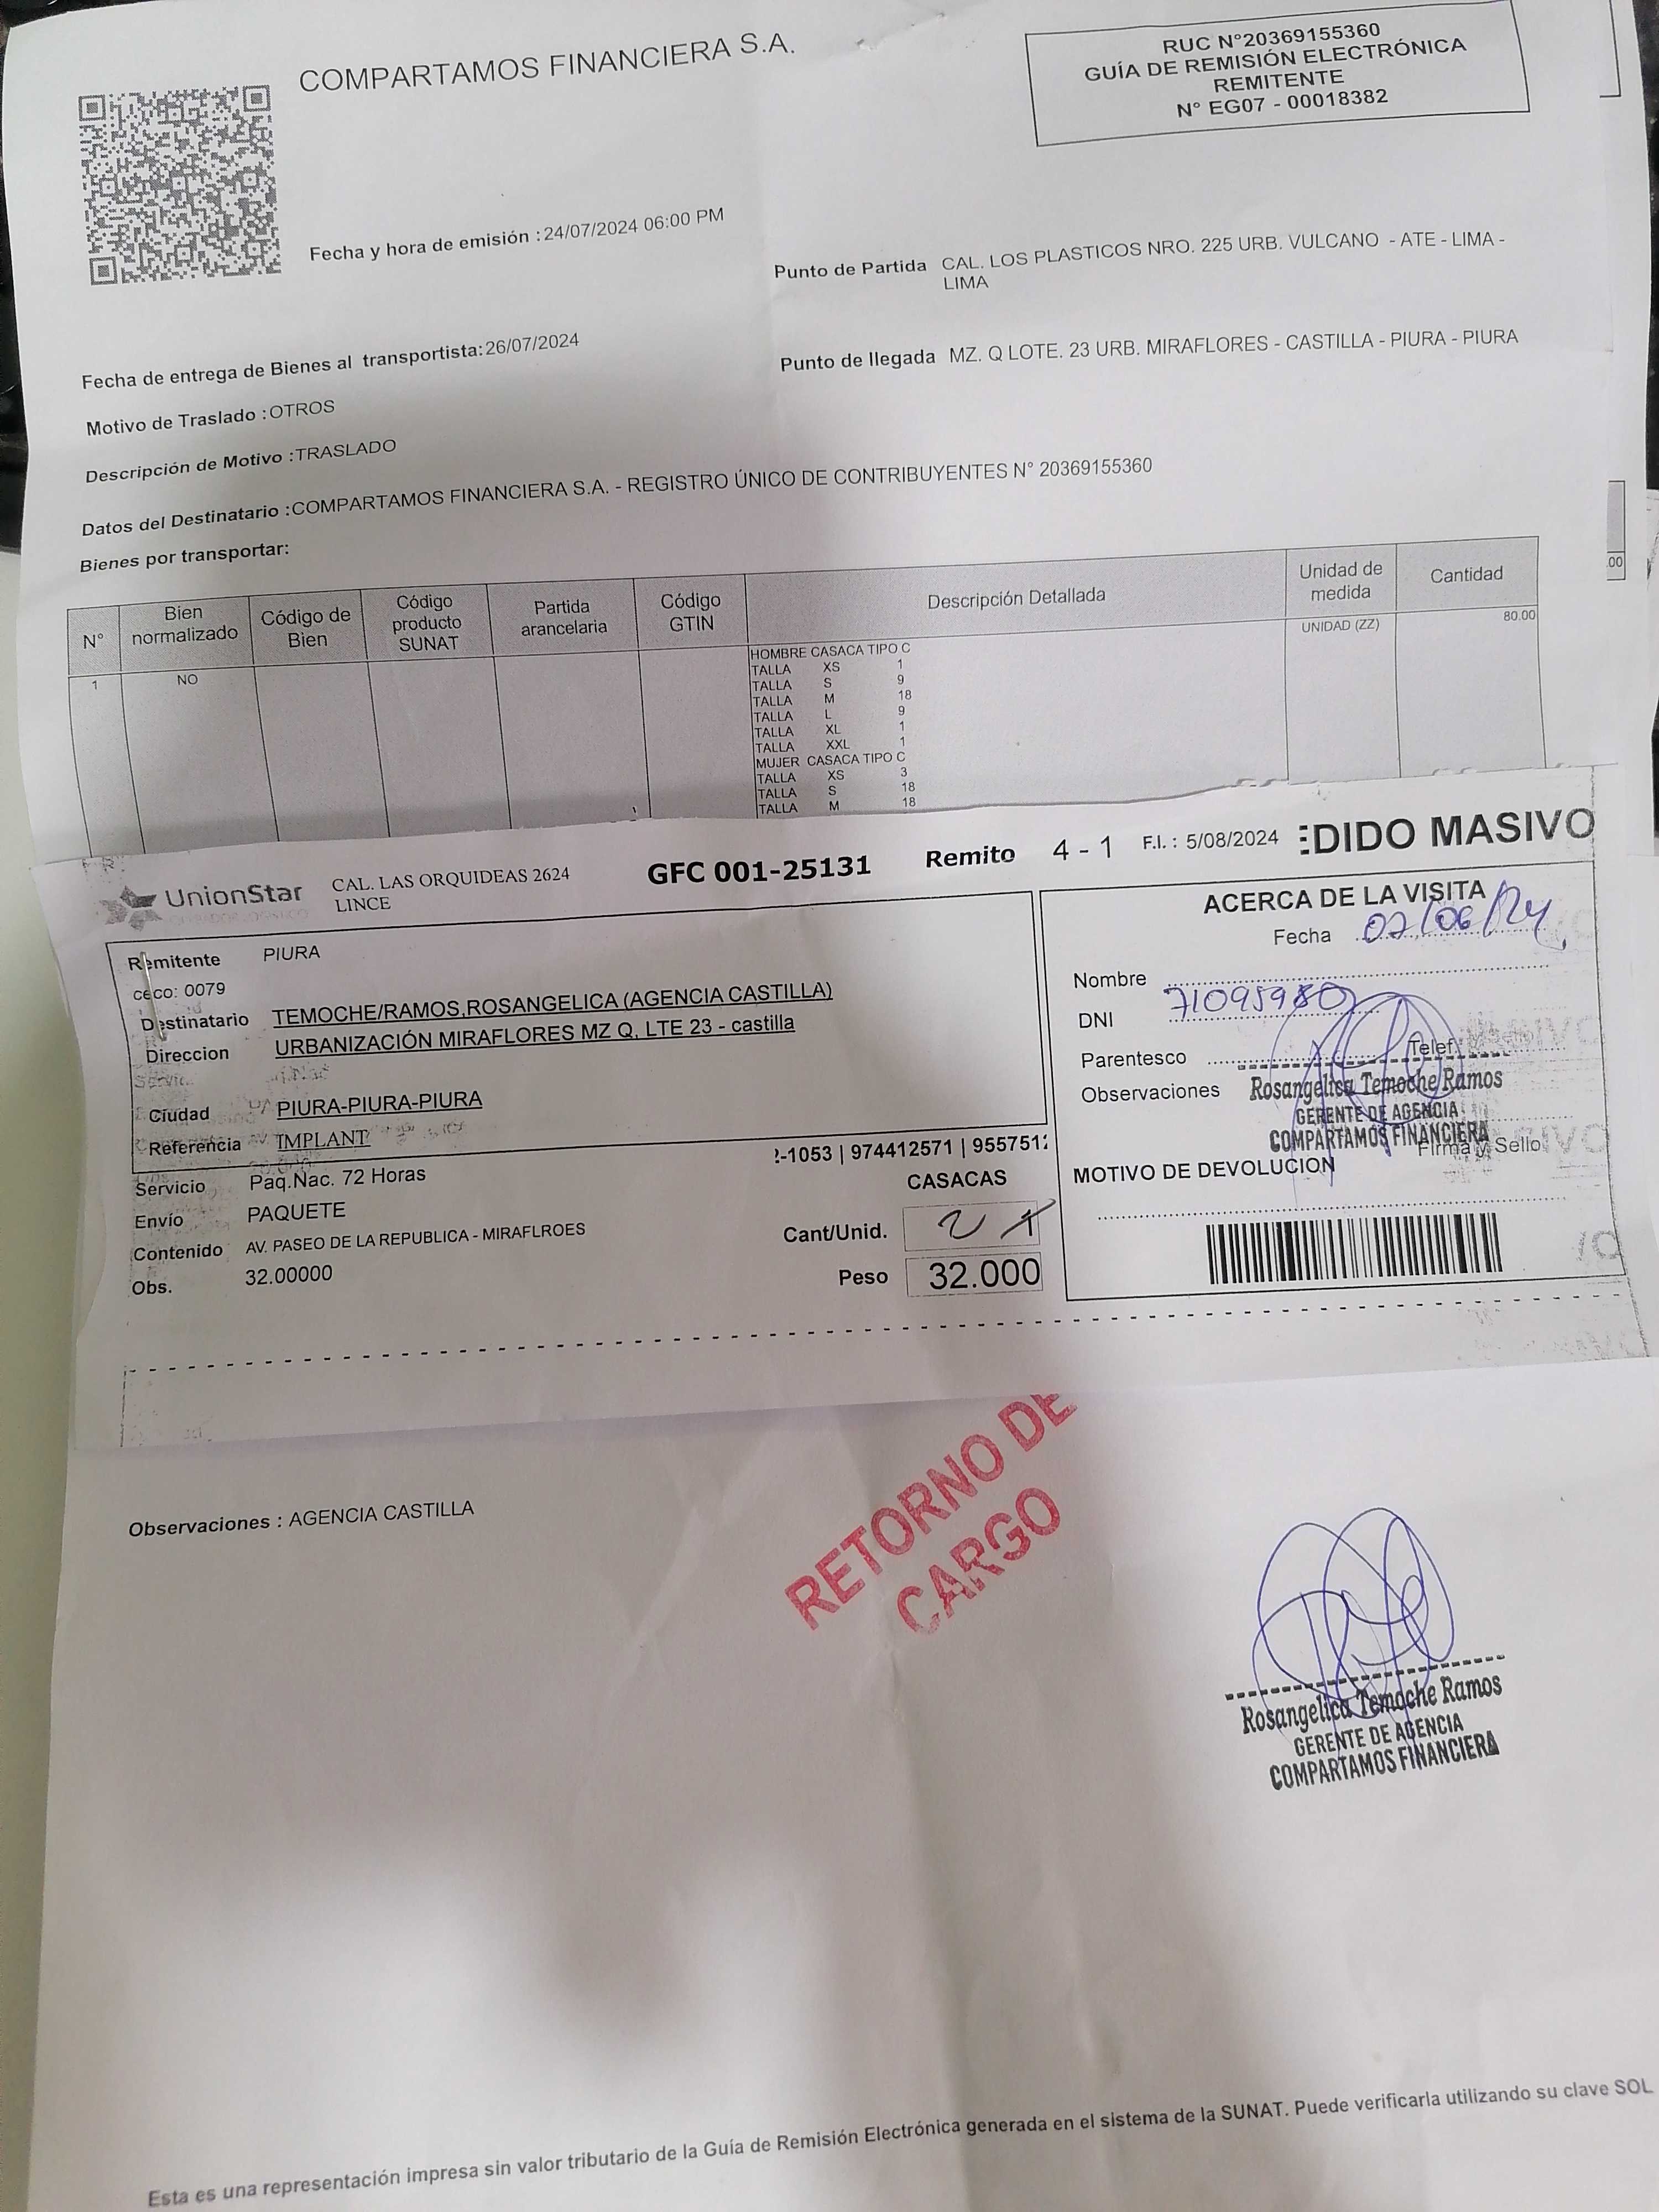 COMPARTAMOS FINANCIERA S.A.
RUC N°20369155360
GUÍA DE REMISIÓN ELECTRÓNICA
REMITENTE
N° EG07 - 00018382
Fecha y hora de emisión :24/07/2024 06:00 PM
Punto de Partida CAL. LOS PLASTICOS NRO. 225 URB. VULCANO - ATE - LIMA -
LIMA
Fecha de entrega de Bienes al transportista:26/07/2024
Punto de llegada MZ. Q LOTE. 23 URB. MIRAFLORES - CASTILLA - PIURA - PIURA
Motivo de Traslado :OTROS
Descripción de Motivo :TRASLADO
Datos del Destinatario :COMPARTAMOS FINANCIERA S.A. - REGISTRO ÚNICO DE CONTRIBUYENTES N° 20369155360
Bienes por transportar:
N° Bien normalizado Código de Bien Código producto SUNAT Partida arancelaria Código GTIN Descripción Detallada Unidad de medida Cantidad
1 NO UNIDAD (ZZ) 80.00
HOMBRE CASACA TIPO C
TALLA XS 1
TALLA S 9
TALLA M 18
TALLA L 9
TALLA XL 1
TALLA XXL 1
MUJER CASACA TIPO C
TALLA XS 3
TALLA S 18
TALLA M 18
.00
UnionStar
CAL. LAS ORQUIDEAS 2624
LINCE
GFC 001-25131 Remito 4 - 1 F.I. : 5/08/2024 EDIDO MASIVO
Remitente PIURA
ceco: 0079
Destinatario TEMOCHE/RAMOS,ROSANGELICA (AGENCIA CASTILLA)
Direccion URBANIZACIÓN MIRAFLORES MZ Q, LTE 23 - castilla
Ciudad PIURA-PIURA-PIURA
Referencia IMPLANT
2-1053 | 974412571 | 955751
Servicio Paq.Nac. 72 Horas
CASACAS
Envío PAQUETE
Contenido AV. PASEO DE LA REPUBLICA - MIRAFLROES
Cant/Unid.
Obs. 32.00000
Peso 32.000
ACERCA DE LA VISITA
Fecha
Nombre
71095980
DNI
Parentesco Telef.
Observaciones
Rosangelica Temoche Ramos
GERENTE DE AGENCIA
COMPARTAMOS FINANCIERA
Firma y Sello
MOTIVO DE DEVOLUCION
RETORNO DE
CARGO
Observaciones : AGENCIA CASTILLA
Rosangelica Temoche Ramos
GERENTE DE AGENCIA
COMPARTAMOS FINANCIERA
Esta es una representación impresa sin valor tributario de la Guía de Remisión Electrónica generada en el sistema de la SUNAT. Puede verificarla utilizando su clave SOL